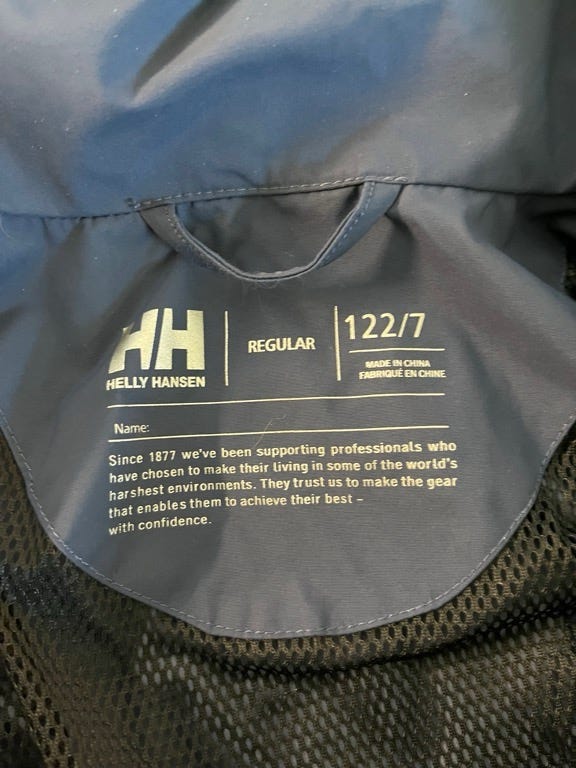 HH
HELLY HANSEN
REGULAR
122/7
MADE IN CHINA
FABRIQUÉ EN CHINE
Name:
Since 1877 we've been supporting professionals who
have chosen to make their living in some of the world's
harshest environments. They trust us to make the gear
that enables them to achieve their best –
with confidence.